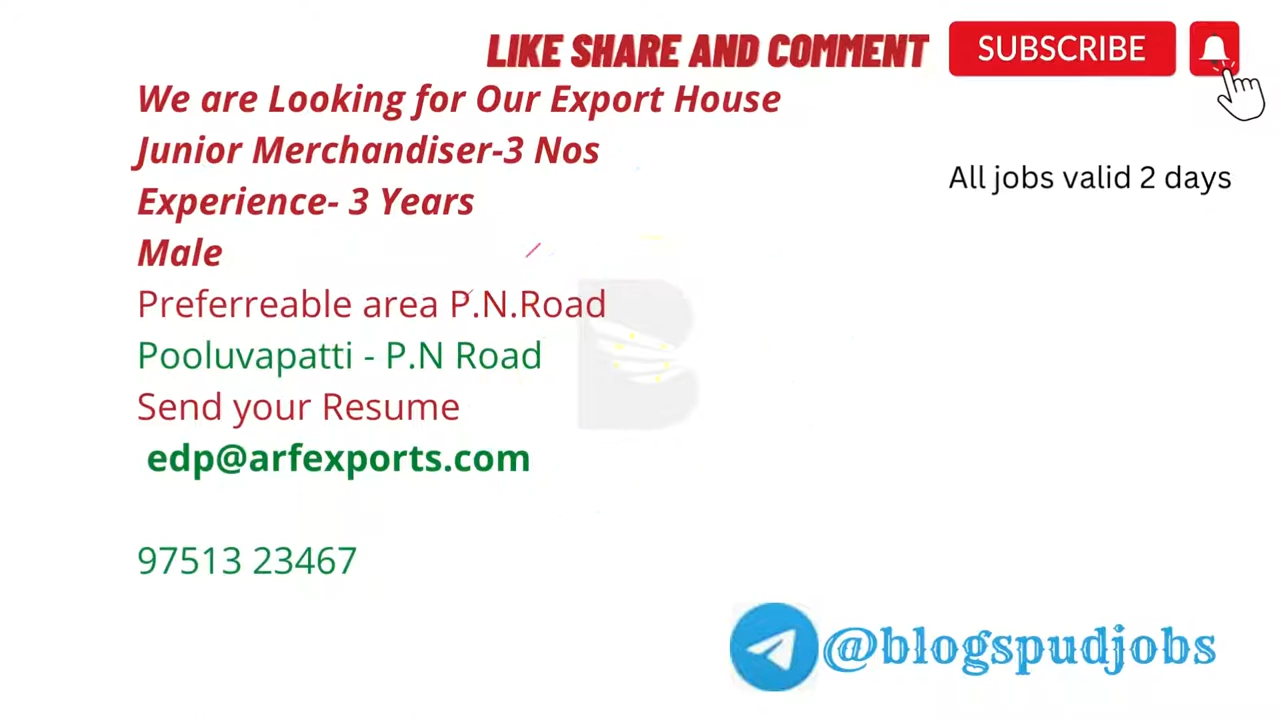 LIKE SHARE AND COMMENT
SUBSCRIBE
We are Looking for Our Export House
Junior Merchandiser-3 Nos
Experience- 3 Years
Male
Preferreable area P.N.Road
Pooluvapatti - P.N Road
Send your Resume
edp@arfexports.com
97513 23467
All jobs valid 2 days
@blogspudjobs